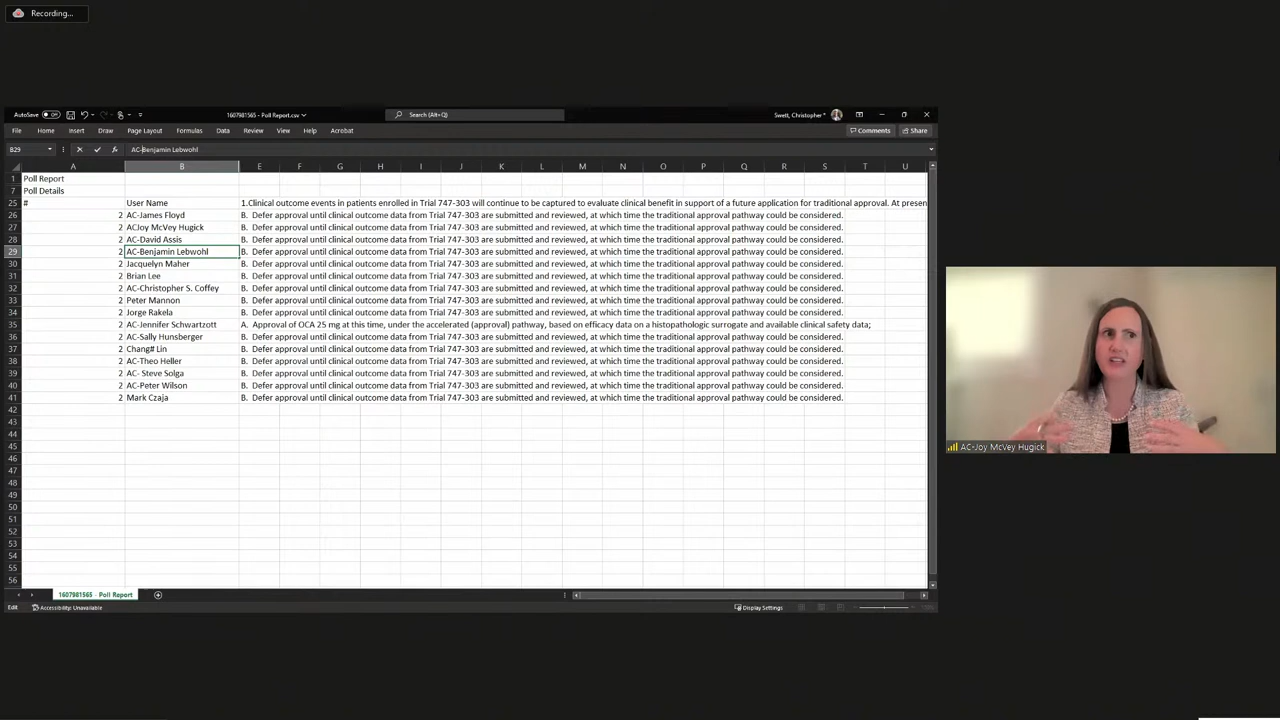 Recording...
AutoSave Off 1607981565 - Poll Report.csv Search (Alt+Q) Swett, Christopher
File Home Insert Draw Page Layout Formulas Data Review View Help Acrobat Comments Share
B29 fx AC-Benjamin Lebwohl
A B E F G H I J K L M N O P Q R S T U
1 Poll Report
7 Poll Details
25 # User Name 1.Clinical outcome events in patients enrolled in Trial 747-303 will continue to be captured to evaluate clinical benefit in support of a future application for traditional approval. At presen
26 2 AC-James Floyd B. Defer approval until clinical outcome data from Trial 747-303 are submitted and reviewed, at which time the traditional approval pathway could be considered.
27 2 ACJoy McVey Hugick B. Defer approval until clinical outcome data from Trial 747-303 are submitted and reviewed, at which time the traditional approval pathway could be considered.
28 2 AC-David Assis B. Defer approval until clinical outcome data from Trial 747-303 are submitted and reviewed, at which time the traditional approval pathway could be considered.
29 2 AC-Benjamin Lebwohl B. Defer approval until clinical outcome data from Trial 747-303 are submitted and reviewed, at which time the traditional approval pathway could be considered.
30 2 Jacquelyn Maher B. Defer approval until clinical outcome data from Trial 747-303 are submitted and reviewed, at which time the traditional approval pathway could be considered.
31 2 Brian Lee B. Defer approval until clinical outcome data from Trial 747-303 are submitted and reviewed, at which time the traditional approval pathway could be considered.
32 2 AC-Christopher S. Coffey B. Defer approval until clinical outcome data from Trial 747-303 are submitted and reviewed, at which time the traditional approval pathway could be considered.
33 2 Peter Mannon B. Defer approval until clinical outcome data from Trial 747-303 are submitted and reviewed, at which time the traditional approval pathway could be considered.
34 2 Jorge Rakela B. Defer approval until clinical outcome data from Trial 747-303 are submitted and reviewed, at which time the traditional approval pathway could be considered.
35 2 AC-Jennifer Schwartzott A. Approval of OCA 25 mg at this time, under the accelerated (approval) pathway, based on efficacy data on a histopathologic surrogate and available clinical safety data;
36 2 AC-Sally Hunsberger B. Defer approval until clinical outcome data from Trial 747-303 are submitted and reviewed, at which time the traditional approval pathway could be considered.
37 2 Chang# Lin B. Defer approval until clinical outcome data from Trial 747-303 are submitted and reviewed, at which time the traditional approval pathway could be considered.
38 2 AC-Theo Heller B. Defer approval until clinical outcome data from Trial 747-303 are submitted and reviewed, at which time the traditional approval pathway could be considered.
39 2 AC- Steve Solga B. Defer approval until clinical outcome data from Trial 747-303 are submitted and reviewed, at which time the traditional approval pathway could be considered.
40 2 AC-Peter Wilson B. Defer approval until clinical outcome data from Trial 747-303 are submitted and reviewed, at which time the traditional approval pathway could be considered.
41 2 Mark Czaja B. Defer approval until clinical outcome data from Trial 747-303 are submitted and reviewed, at which time the traditional approval pathway could be considered.
42
43
44
45
46
47
48
49
50
51
52
53
54
55
56
AC-Joy McVey Hugick
1607981565 - Poll Report
Edit Accessibility: Unavailable Display Settings